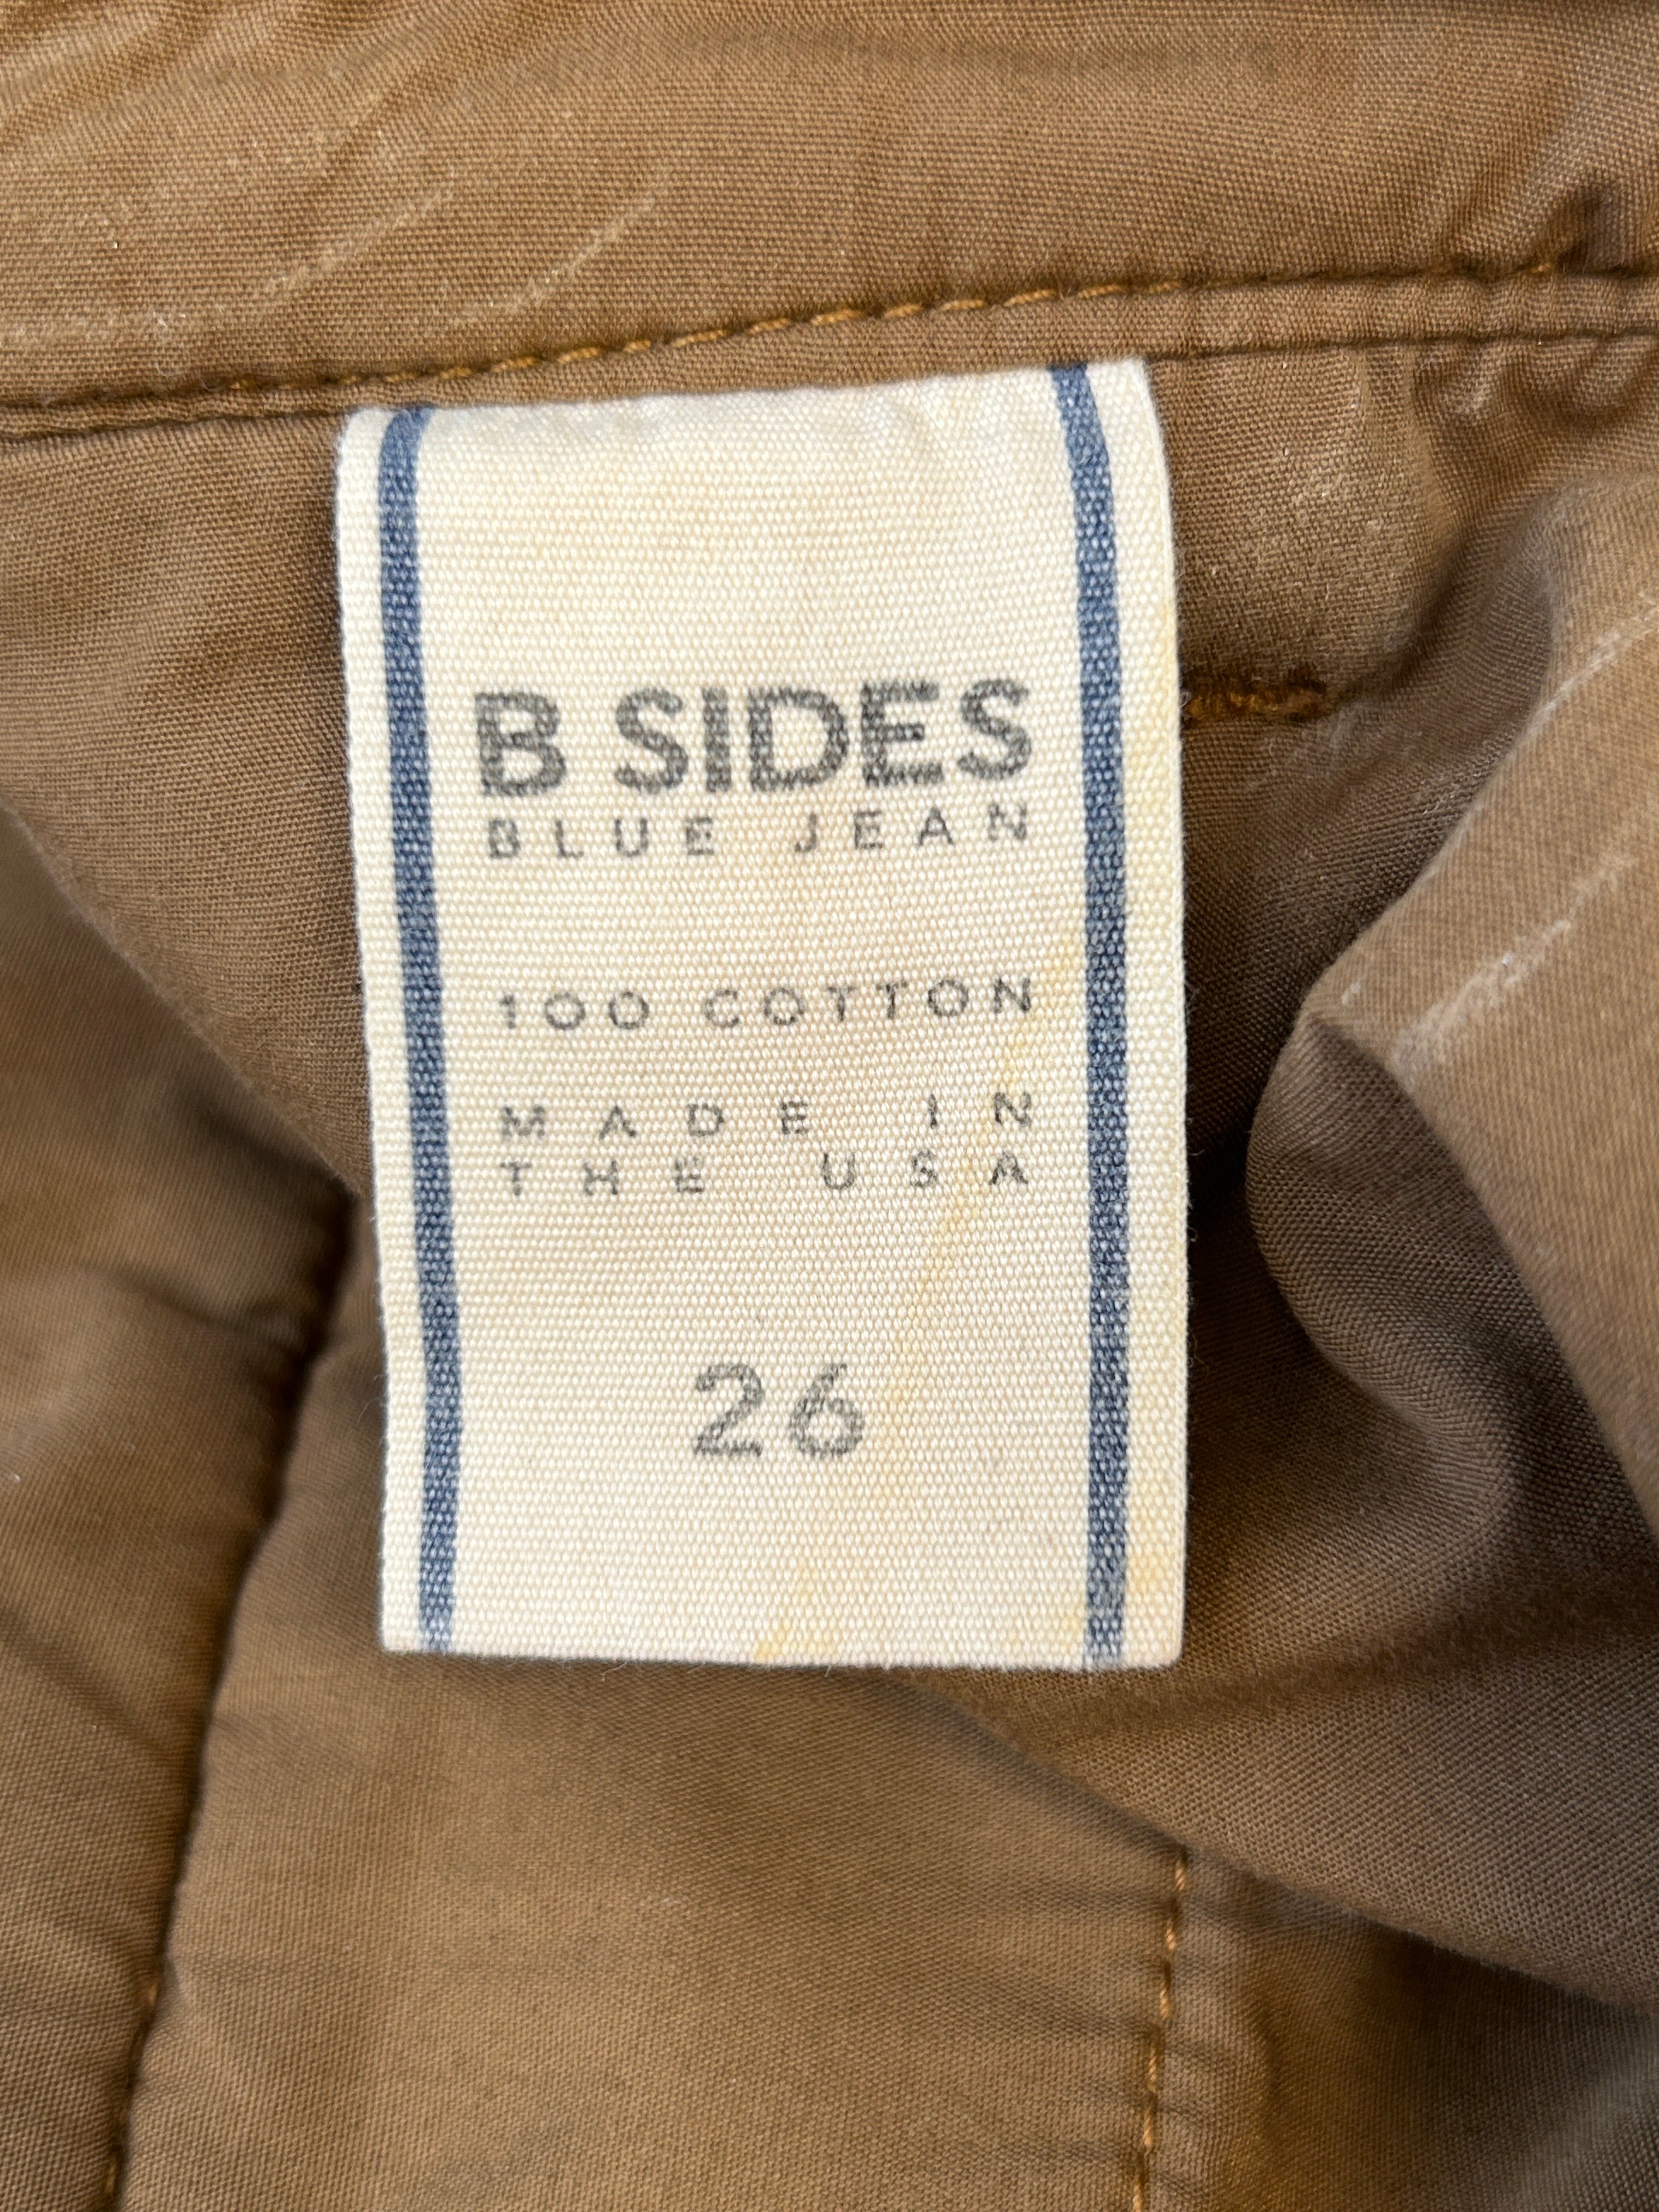 B SIDES
BLUE JEAN
100 COTTON
MADE IN
THE USA
26